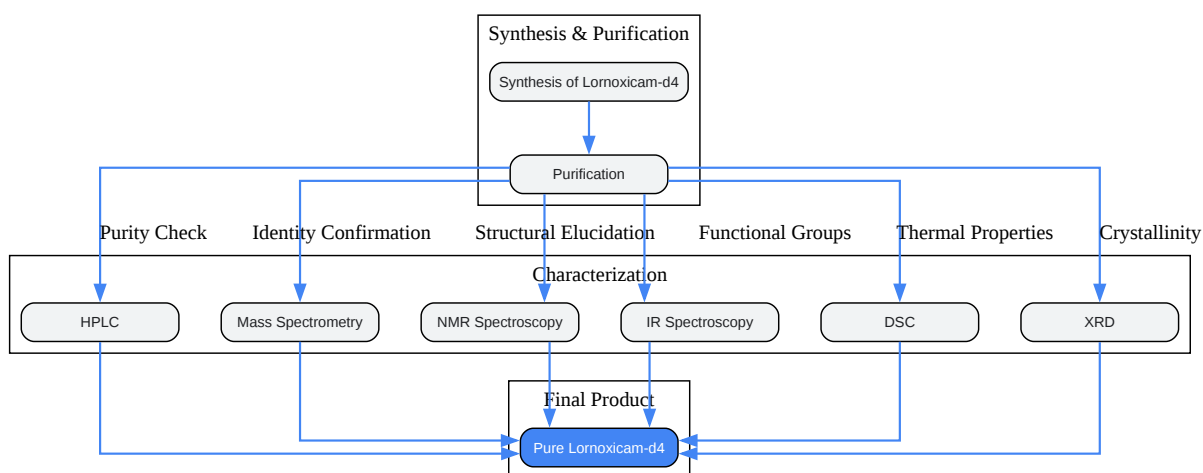 Synthesis & Purification
Synthesis of Lornoxicam-d4
Purification
Purity Check
Identity Confirmation
Structural Elucidation
Functional Groups
Thermal Properties
Crystallinity
Characterization
HPLC
Mass Spectrometry
NMR Spectroscopy
IR Spectroscopy
DSC
XRD
Final Product
Pure Lornoxicam-d4